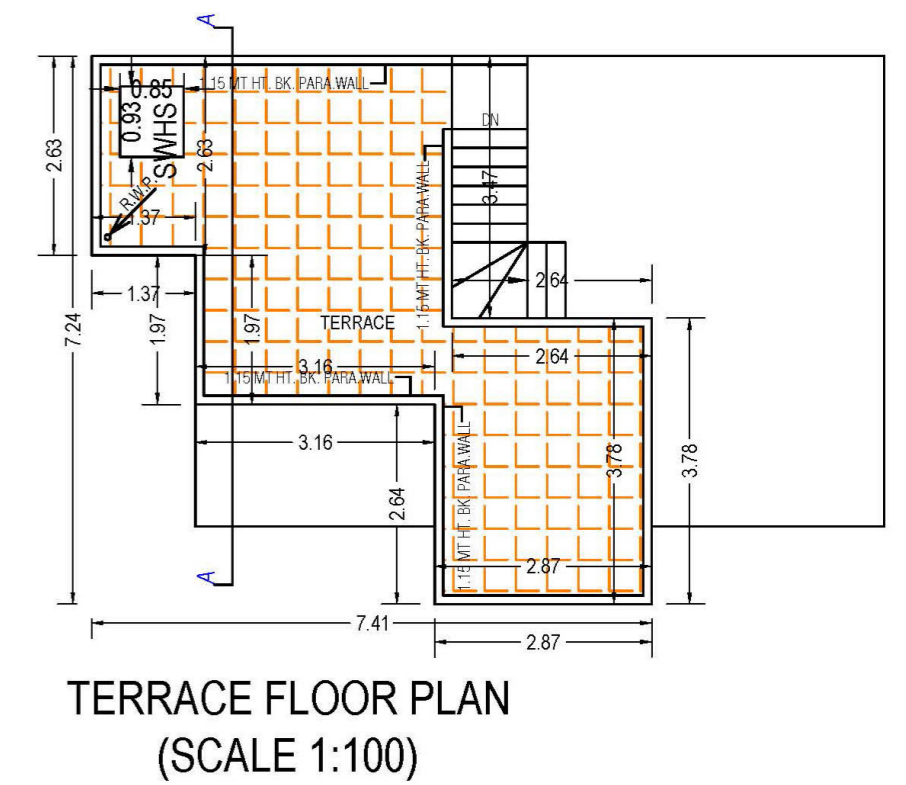 A
1.15 MT HT. BK. PARA.WALL
0.85
0.93
SWHS
2.63
2.63
DN
3.47
R.W.P.
1.37
1.15 MT HT. BK. PARA.WALL
1.37
2.64
1.97
1.97
7.24
TERRACE
2.64
3.16
1.15 MT HT. BK. PARA.WALL
3.16
1.15 MT HT. BK. PARA.WALL
3.78
3.78
2.64
2.87
A
7.41
2.87
TERRACE FLOOR PLAN
(SCALE 1:100)